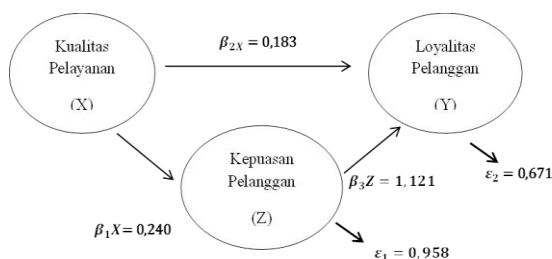 Kualitas
Pelayanan
(X)
β₂X = 0,183
Loyalitas
Pelanggan
(Y)
Kepuasan
Pelanggan
(Z)
β₃Z = 1,121
ε₂ = 0,671
β₁X=0,240
ε₁ = 0,958